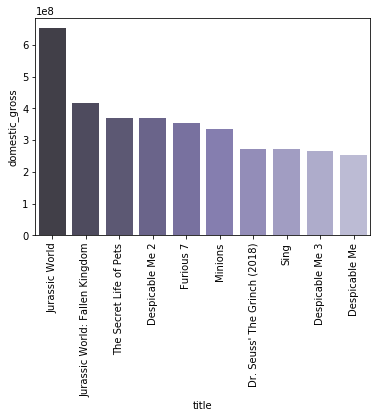 1e8
6
5
4
3
2
1
0
domestic_gross
Jurassic World
Jurassic World: Fallen Kingdom
The Secret Life of Pets
Despicable Me 2
Furious 7
Minions
Dr. Seuss' The Grinch (2018)
Sing
Despicable Me 3
Despicable Me
title